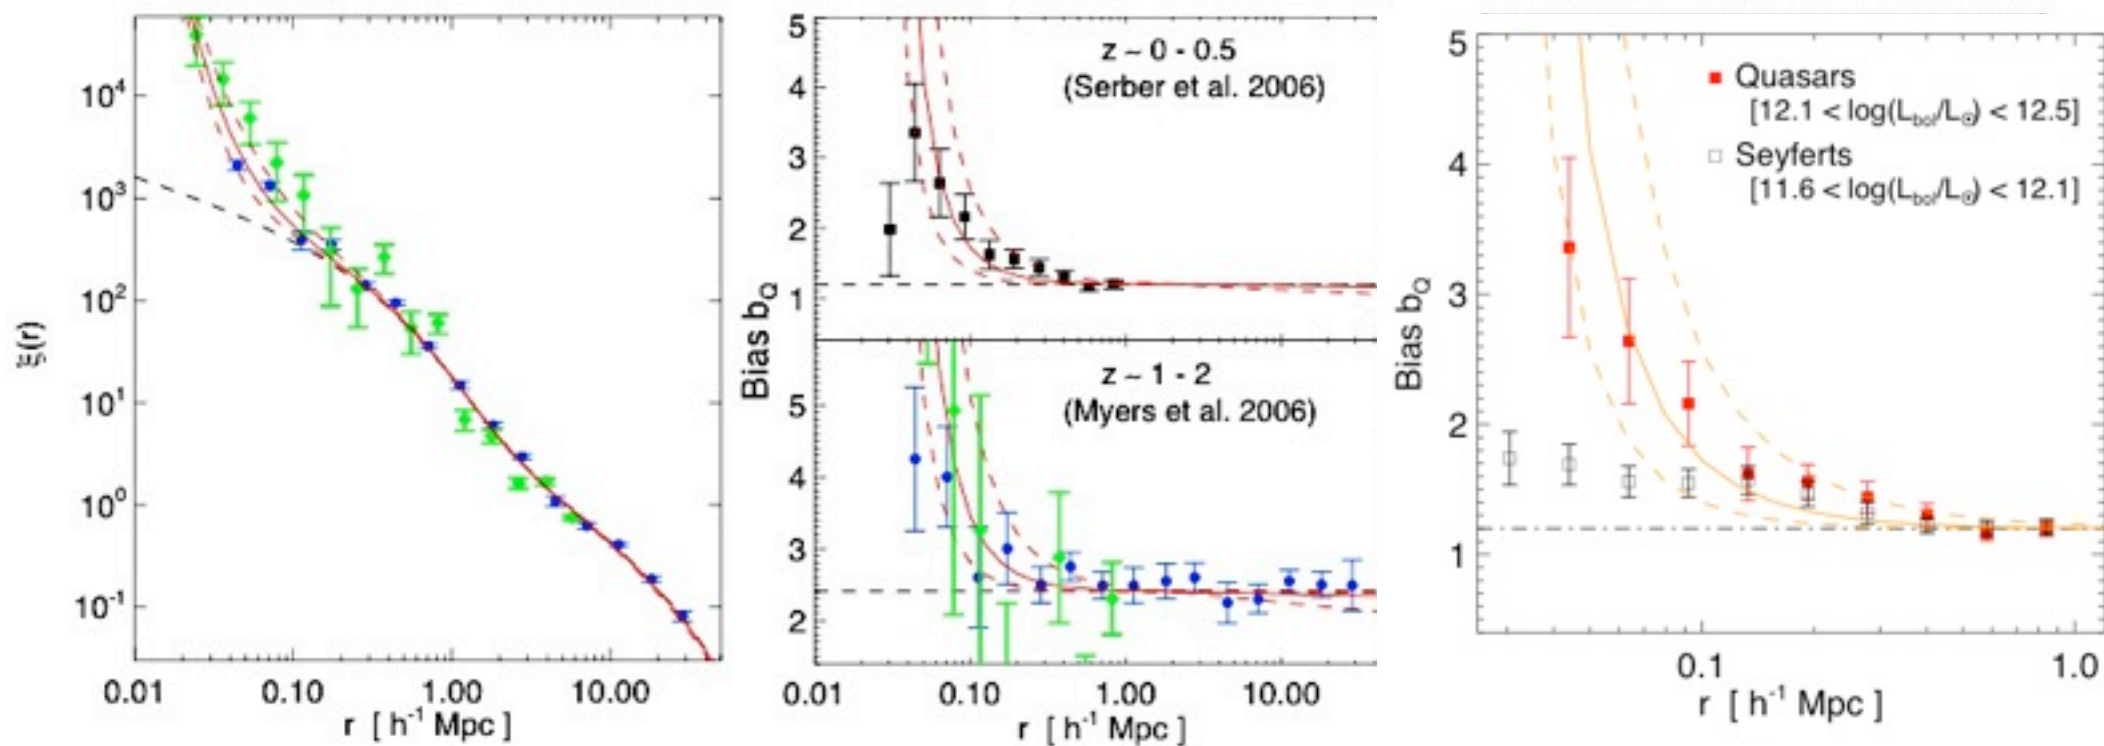 10⁴
10³
10²
10¹
10⁰
10⁻¹
ξ(r)
0.01 0.10 1.00 10.00
r [ h⁻¹ Mpc ]
5
4
3
2
1
z ~ 0 - 0.5
(Serber et al. 2006)
Bias b_Q
5
4
3
2
z ~ 1 - 2
(Myers et al. 2006)
0.01 0.10 1.00 10.00
r [ h⁻¹ Mpc ]
5
4
3
2
1
Bias b_Q
Quasars
[12.1 < log(L_bol/L_⊙) < 12.5]
Seyferts
[11.6 < log(L_bol/L_⊙) < 12.1]
0.1 1.0
r [ h⁻¹ Mpc ]